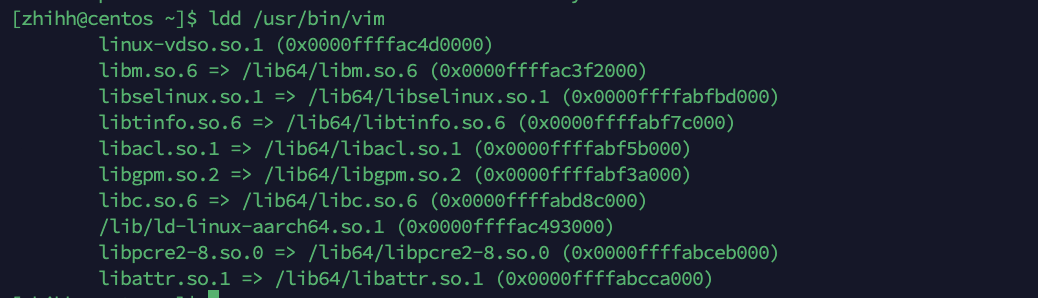 [zhihh@centos ~]$ ldd /usr/bin/vim
linux-vdso.so.1 (0x0000ffffac4d0000)
libm.so.6 => /lib64/libm.so.6 (0x0000ffffac3f2000)
libselinux.so.1 => /lib64/libselinux.so.1 (0x0000ffffabfbd000)
libtinfo.so.6 => /lib64/libtinfo.so.6 (0x0000ffffabf7c000)
libacl.so.1 => /lib64/libacl.so.1 (0x0000ffffabf5b000)
libgpm.so.2 => /lib64/libgpm.so.2 (0x0000ffffabf3a000)
libc.so.6 => /lib64/libc.so.6 (0x0000ffffabd8c000)
/lib/ld-linux-aarch64.so.1 (0x0000ffffac493000)
libpcre2-8.so.0 => /lib64/libpcre2-8.so.0 (0x0000ffffabceb000)
libattr.so.1 => /lib64/libattr.so.1 (0x0000ffffabcca000)